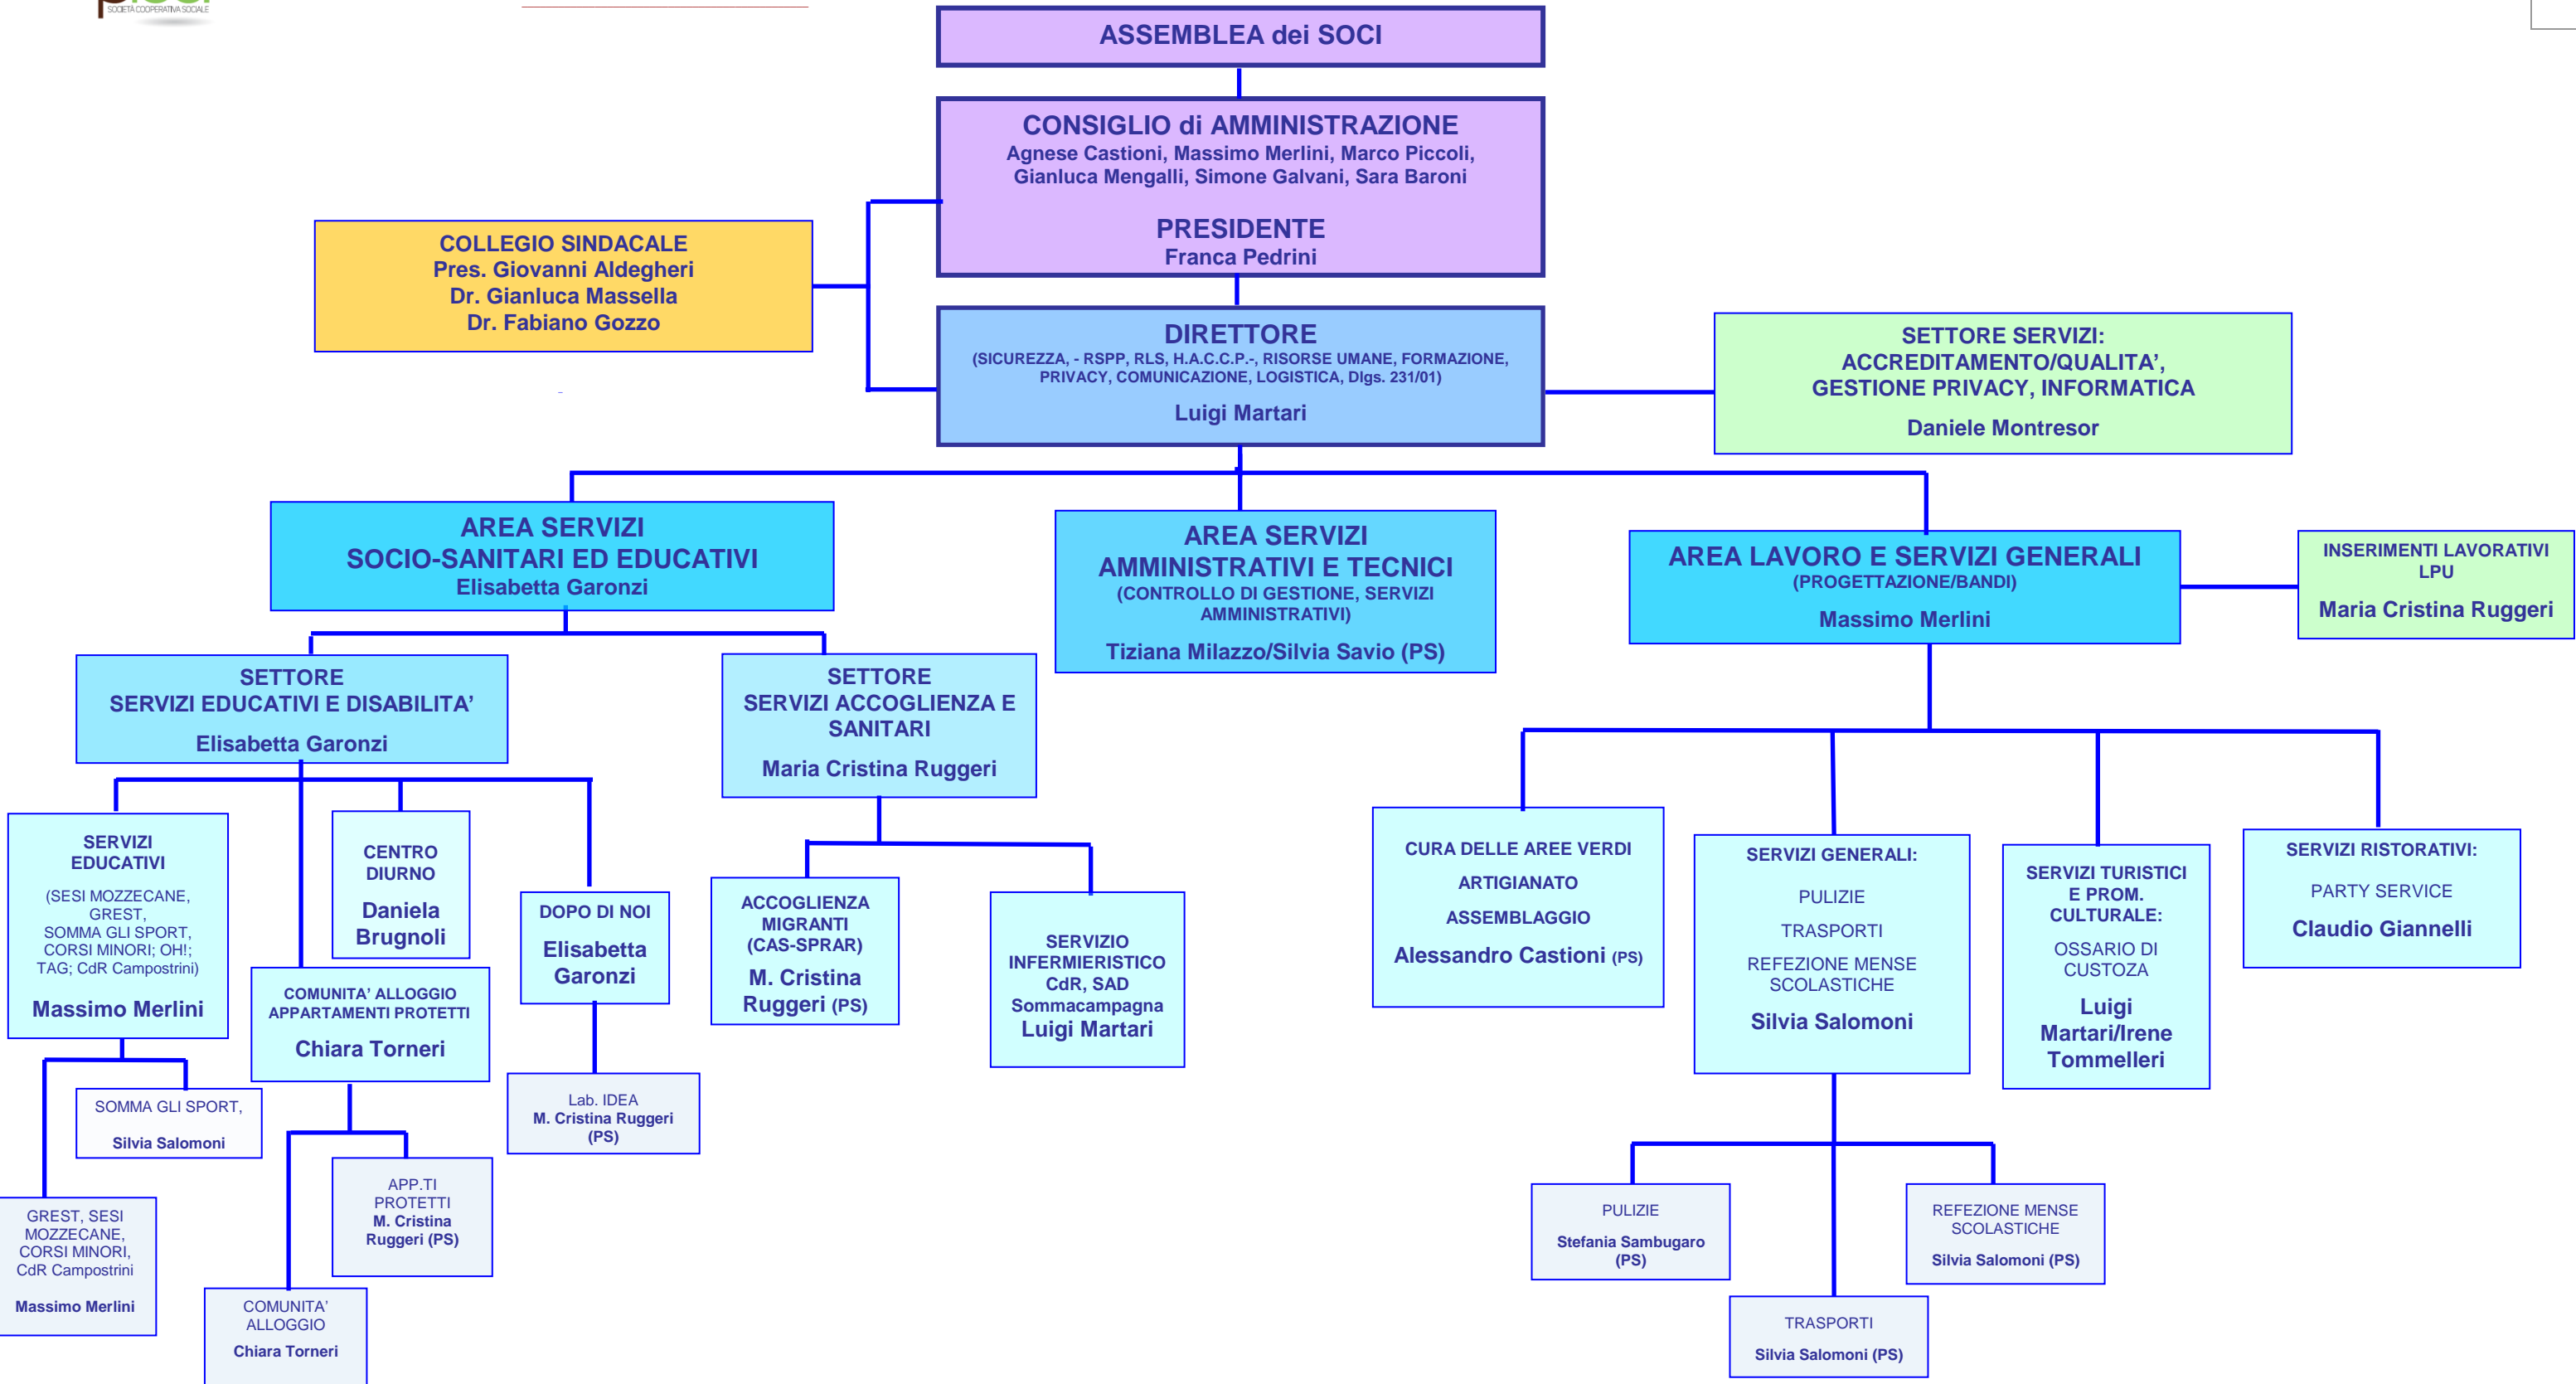 SOCIETÀ COOPERATIVA SOCIALE
ASSEMBLEA dei SOCI
CONSIGLIO di AMMINISTRAZIONE
Agnese Castioni, Massimo Merlini, Marco Piccoli,
Gianluca Mengalli, Simone Galvani, Sara Baroni
PRESIDENTE
Franca Pedrini
COLLEGIO SINDACALE
Pres. Giovanni Aldegheri
Dr. Gianluca Massella
Dr. Fabiano Gozzo
DIRETTORE
(SICUREZZA, - RSPP, RLS, H.A.C.C.P.-, RISORSE UMANE, FORMAZIONE,
PRIVACY, COMUNICAZIONE, LOGISTICA, Dlgs. 231/01)
Luigi Martari
SETTORE SERVIZI:
ACCREDITAMENTO/QUALITA’,
GESTIONE PRIVACY, INFORMATICA
Daniele Montresor
AREA SERVIZI
SOCIO-SANITARI ED EDUCATIVI
Elisabetta Garonzi
AREA SERVIZI
AMMINISTRATIVI E TECNICI
(CONTROLLO DI GESTIONE, SERVIZI
AMMINISTRATIVI)
Tiziana Milazzo/Silvia Savio (PS)
AREA LAVORO E SERVIZI GENERALI
(PROGETTAZIONE/BANDI)
Massimo Merlini
INSERIMENTI LAVORATIVI
LPU
Maria Cristina Ruggeri
SETTORE
SERVIZI EDUCATIVI E DISABILITA’
Elisabetta Garonzi
SETTORE
SERVIZI ACCOGLIENZA E
SANITARI
Maria Cristina Ruggeri
SERVIZI
EDUCATIVI
(SESI MOZZECANE,
GREST,
SOMMA GLI SPORT,
CORSI MINORI; OH!;
TAG; CdR Campostrini)
Massimo Merlini
CENTRO
DIURNO
Daniela
Brugnoli
COMUNITA’ ALLOGGIO
APPARTAMENTI PROTETTI
Chiara Torneri
DOPO DI NOI
Elisabetta
Garonzi
ACCOGLIENZA
MIGRANTI
(CAS-SPRAR)
M. Cristina
Ruggeri (PS)
SERVIZIO
INFERMIERISTICO
CdR, SAD
Sommacampagna
Luigi Martari
CURA DELLE AREE VERDI
ARTIGIANATO
ASSEMBLAGGIO
Alessandro Castioni (PS)
SERVIZI GENERALI:
PULIZIE
TRASPORTI
REFEZIONE MENSE
SCOLASTICHE
Silvia Salomoni
SERVIZI TURISTICI
E PROM.
CULTURALE:
OSSARIO DI
CUSTOZA
Luigi
Martari/Irene
Tommelleri
SERVIZI RISTORATIVI:
PARTY SERVICE
Claudio Giannelli
SOMMA GLI SPORT,
Silvia Salomoni
GREST, SESI
MOZZECANE,
CORSI MINORI,
CdR Campostrini
Massimo Merlini
APP.TI
PROTETTI
M. Cristina
Ruggeri (PS)
COMUNITA’
ALLOGGIO
Chiara Torneri
Lab. IDEA
M. Cristina Ruggeri
(PS)
PULIZIE
Stefania Sambugaro
(PS)
TRASPORTI
Silvia Salomoni (PS)
REFEZIONE MENSE
SCOLASTICHE
Silvia Salomoni (PS)